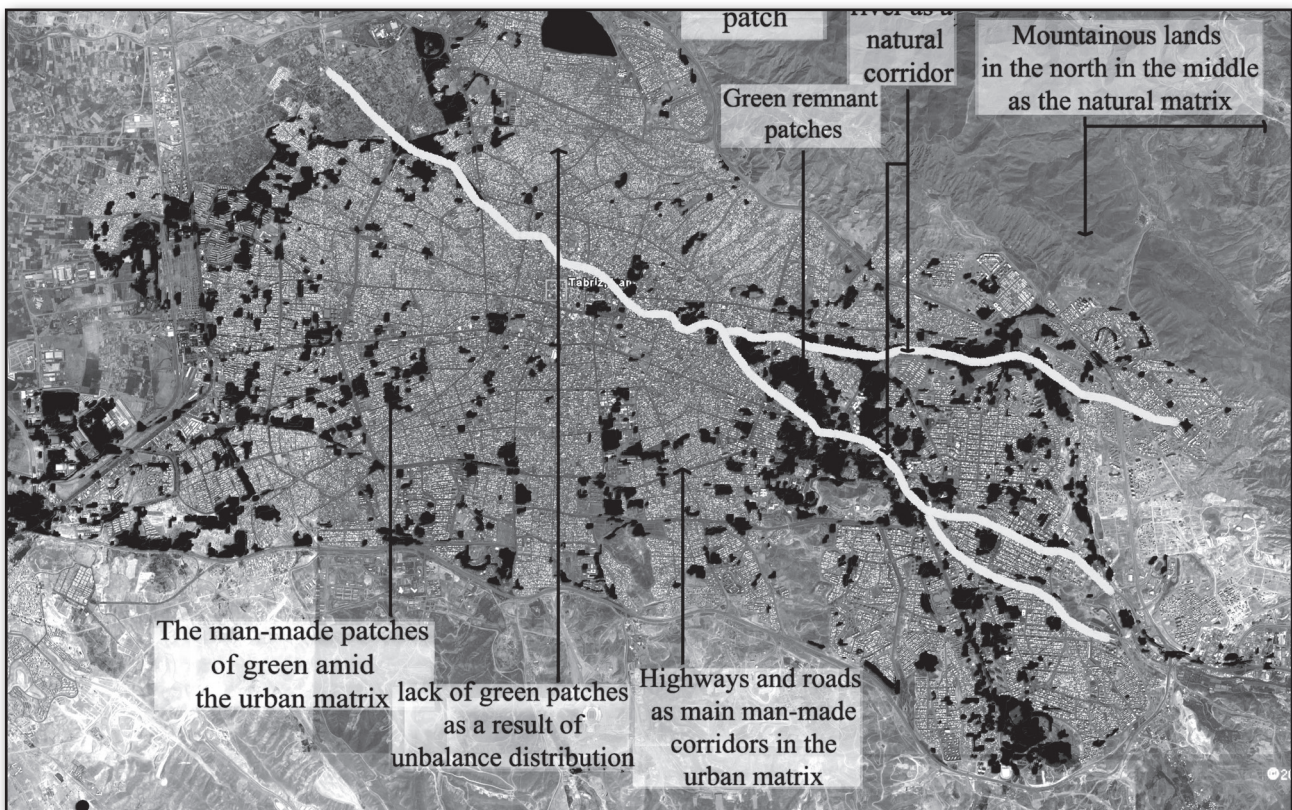 patch
river as a
natural
corridor
Mountainous lands
in the north in the middle
as the natural matrix
Green remnant
patches
The man-made patches
of green amid
the urban matrix
lack of green patches
as a result of
unbalance distribution
Highways and roads
as main man-made
corridors in the
urban matrix